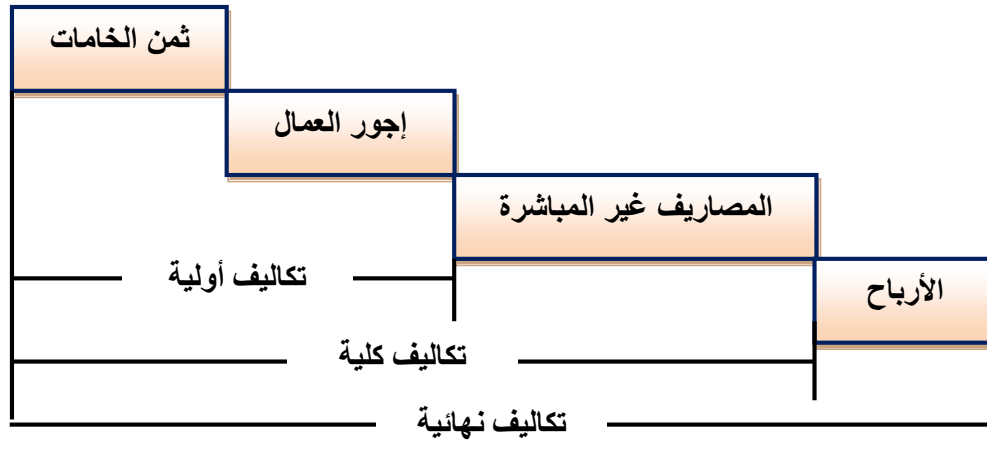 ثمن الخامات
إجور العمال
المصاريف غير المباشرة
الأرباح
تكاليف أولية
تكاليف كلية
تكاليف نهائية